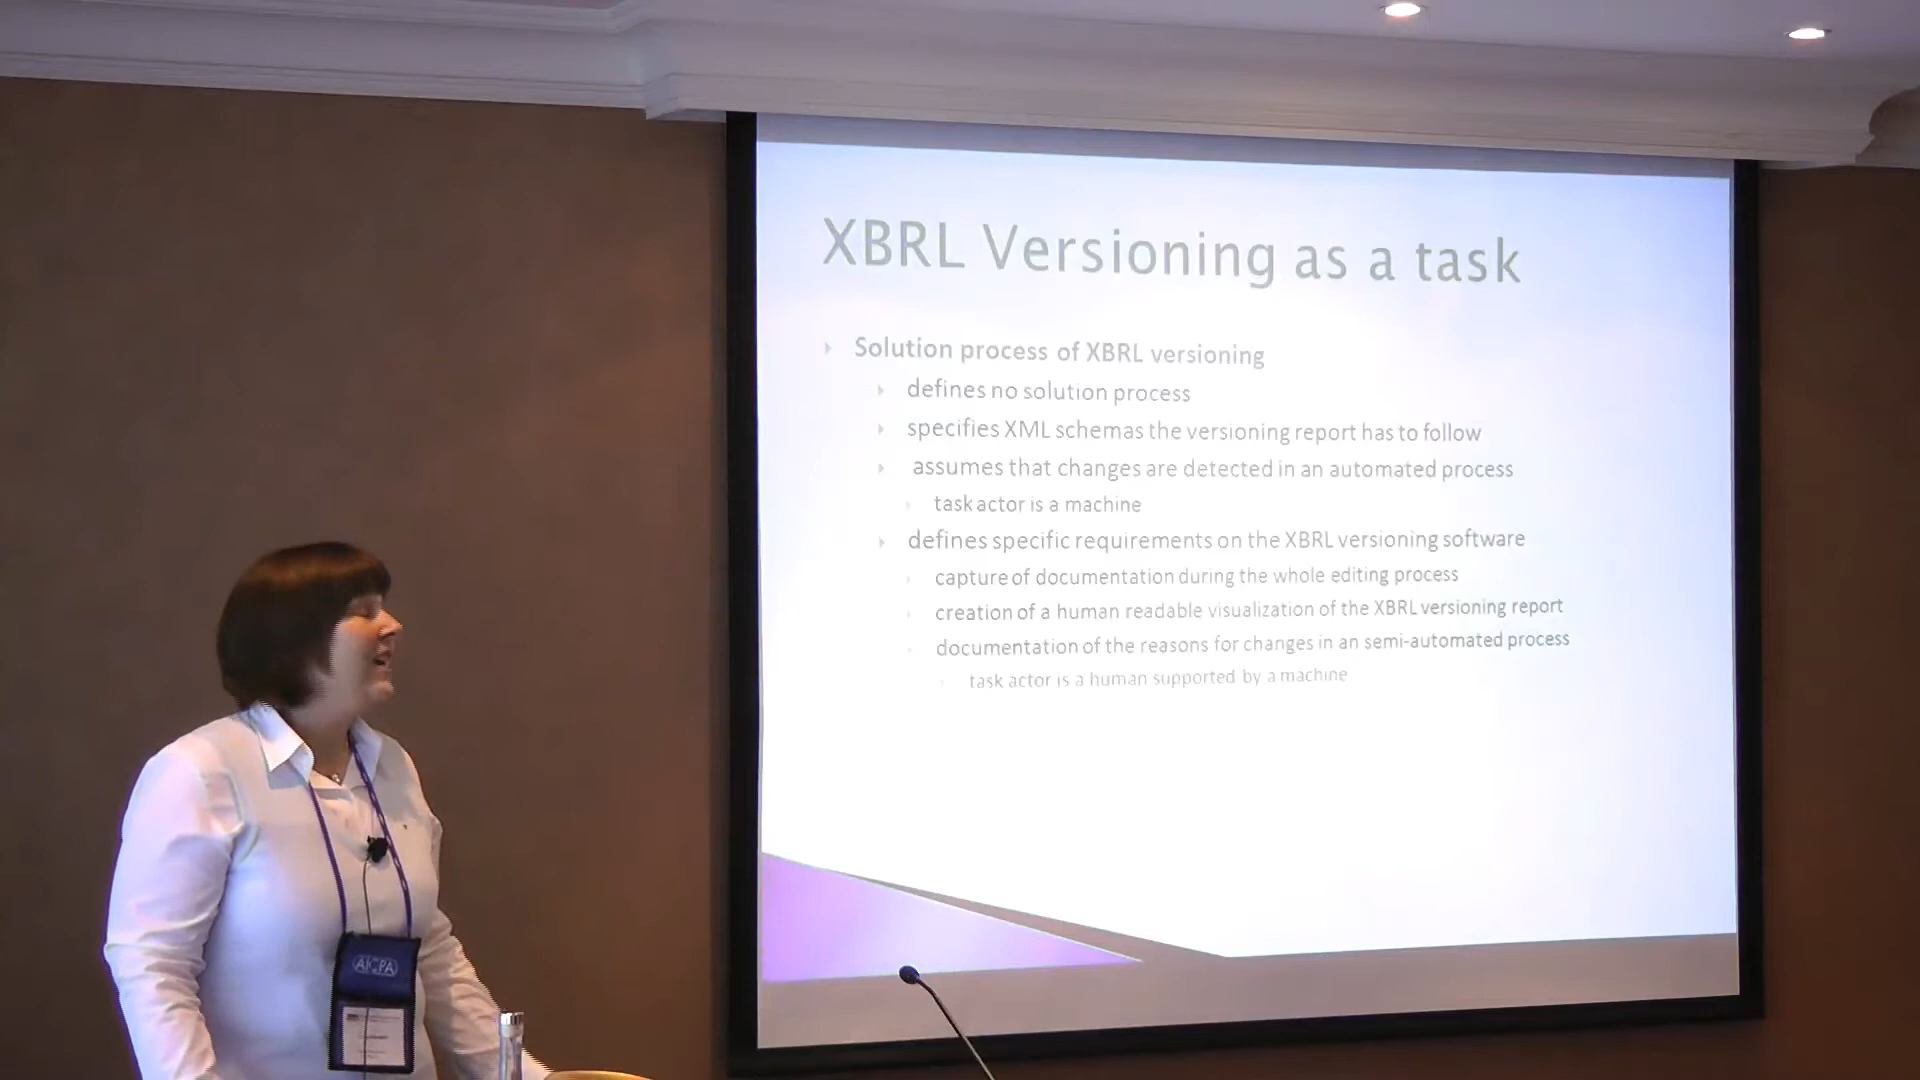 XBRL Versioning as a task
Solution process of XBRL versioning
defines no solution process
specifies XML schemas the versioning report has to follow
assumes that changes are detected in an automated process
task actor is a machine
defines specific requirements on the XBRL versioning software
capture of documentation during the whole editing process
creation of a human readable visualization of the XBRL versioning report
documentation of the reasons for changes in an semi-automated process
task actor is a human supported by a machine
AICPA